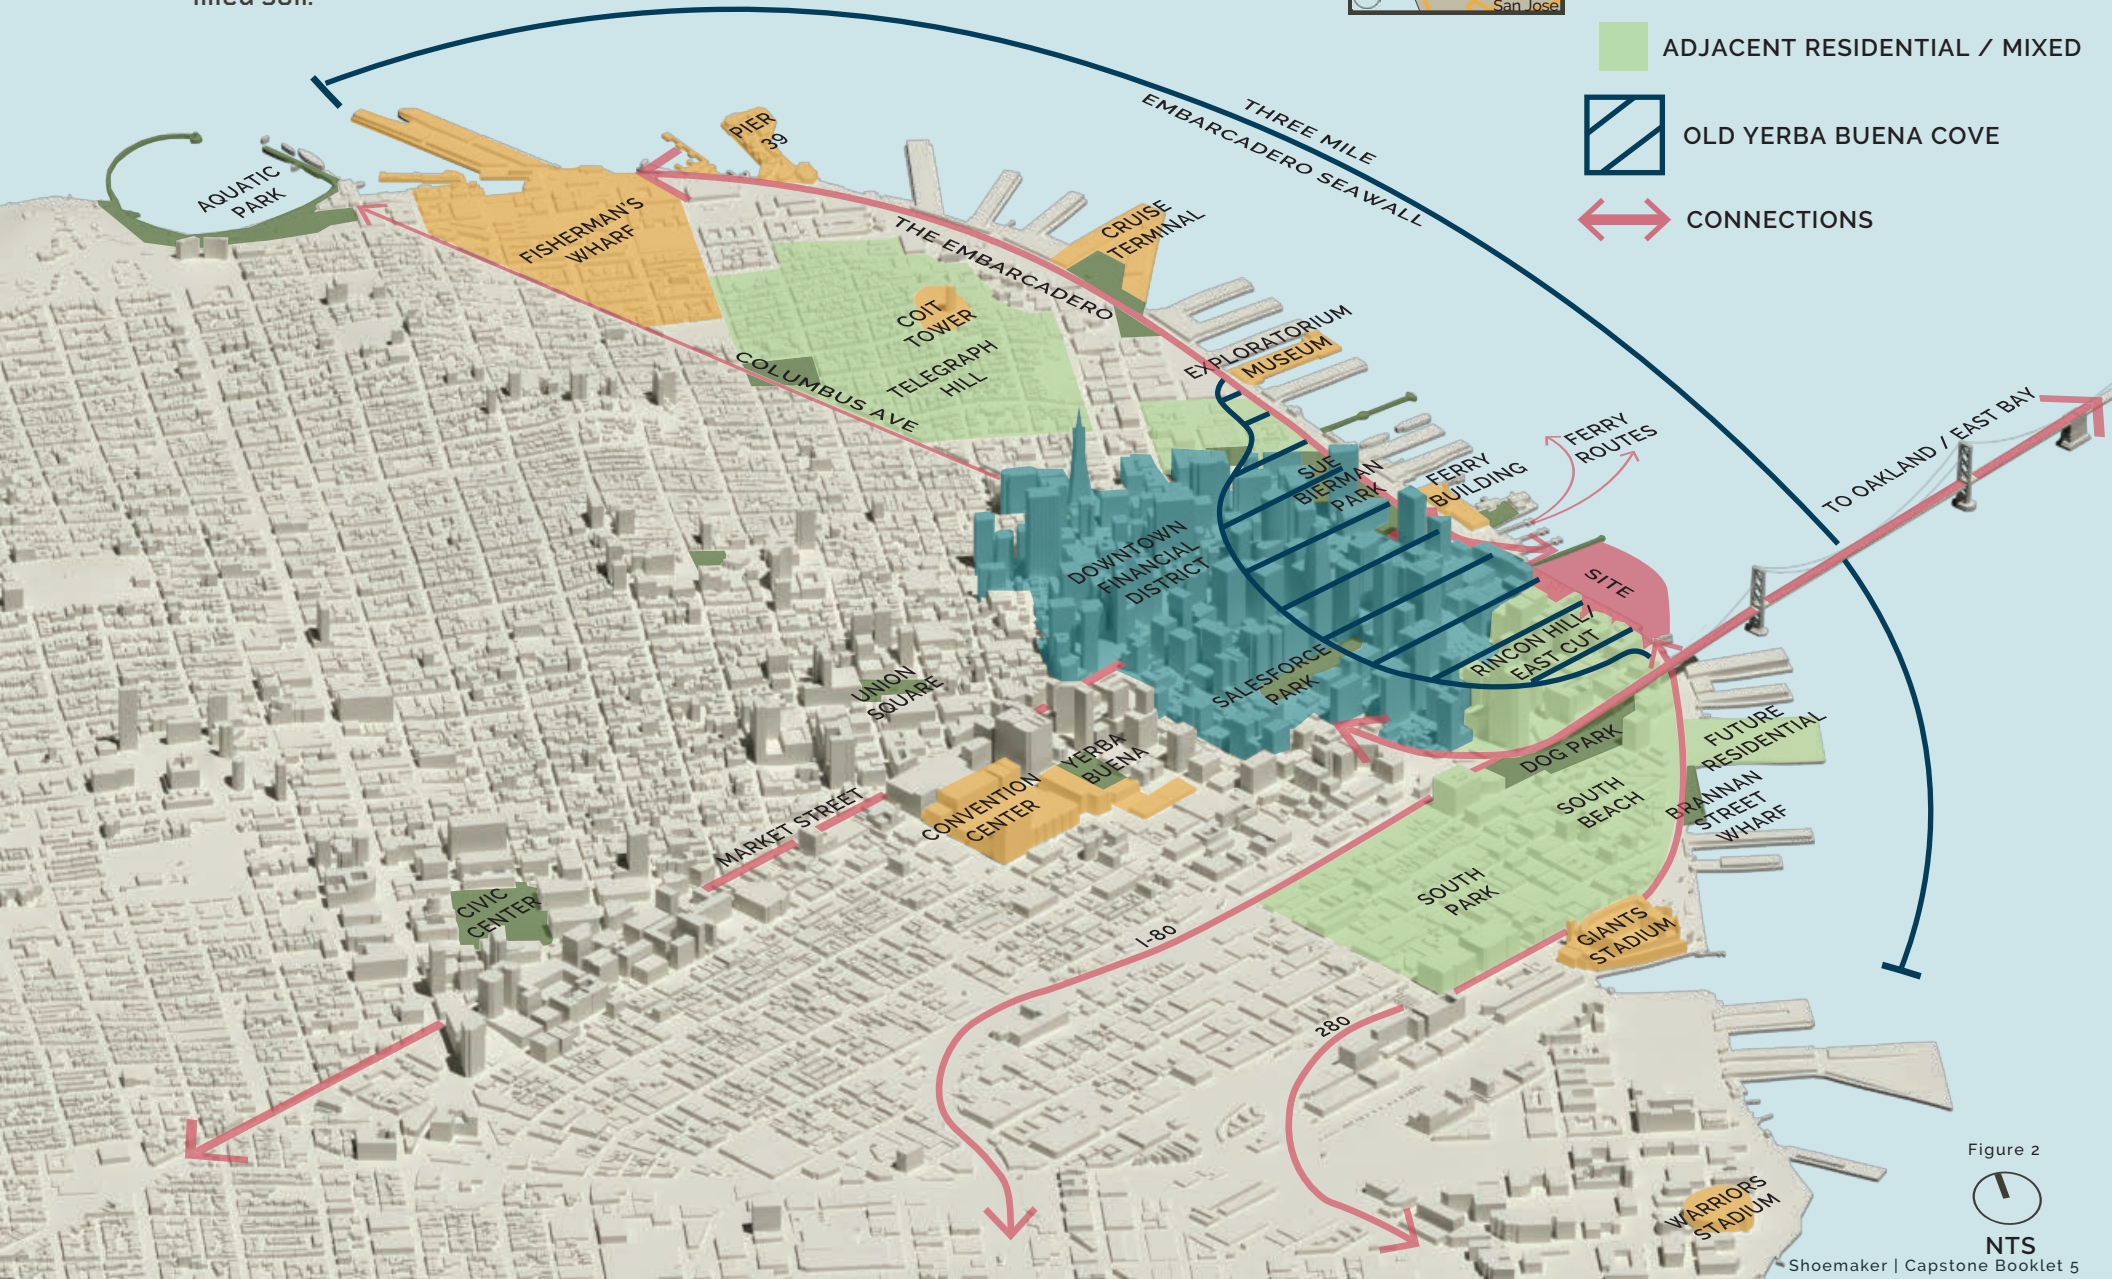 filled soil.
San Jose
ADJACENT RESIDENTIAL / MIXED
OLD YERBA BUENA COVE
CONNECTIONS
THREE MILE
EMBARCADERO SEAWALL
PIER
39
AQUATIC
PARK
FISHERMAN'S
WHARF
CRUISE
TERMINAL
THE EMBARCADERO
COIT
TOWER
TELEGRAPH
HILL
COLUMBUS AVE
EXPLORATORIUM
MUSEUM
SUE
BIERMAN
PARK
FERRY
BUILDING
FERRY
ROUTES
TO OAKLAND / EAST BAY
DOWNTOWN
FINANCIAL
DISTRICT
SITE
RINCON HILL/
EAST CUT
SALESFORCE
PARK
UNION
SQUARE
YERBA
BUENA
CONVENTION
CENTER
MARKET STREET
DOG PARK
FUTURE
RESIDENTIAL
SOUTH
BEACH
BRANNAN
STREET
WHARF
SOUTH
PARK
CIVIC
CENTER
GIANTS
STADIUM
I-80
280
WARRIORS
STADIUM
Figure 2
NTS
Shoemaker | Capstone Booklet 5